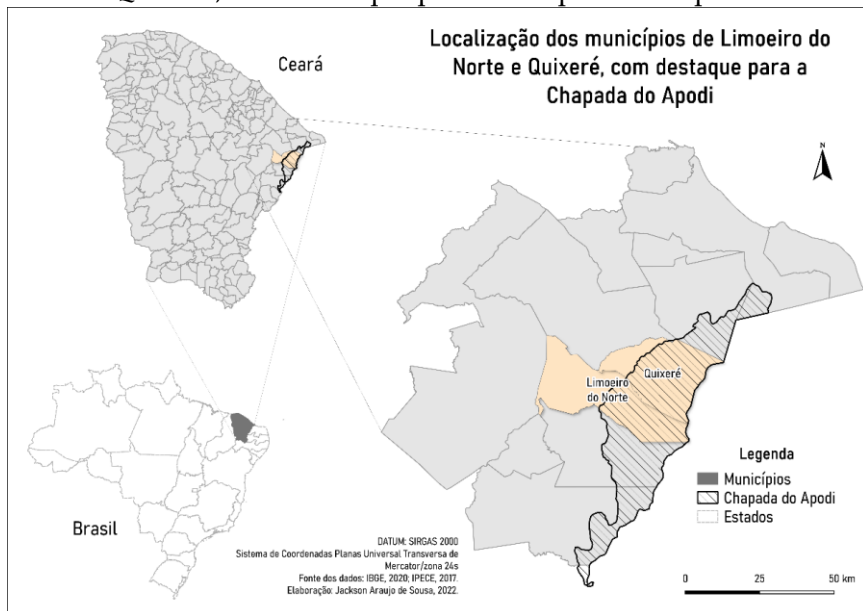 Localização dos municípios de Limoeiro do
Norte e Quixeré, com destaque para a
Chapada do Apodi
Ceará
N
Quixeré
Limoeiro
do Norte
Brasil
Legenda
Municípios
Chapada do Apodi
Estados
DATUM: SIRGAS 2000
Sistema de Coordenadas Planas Universal Transversa de
Mercator/zona 24s
Fonte dos dados: IBGE, 2020; IPECE, 2017.
Elaboração: Jackson Araujo de Sousa, 2022.
0 25 50 km